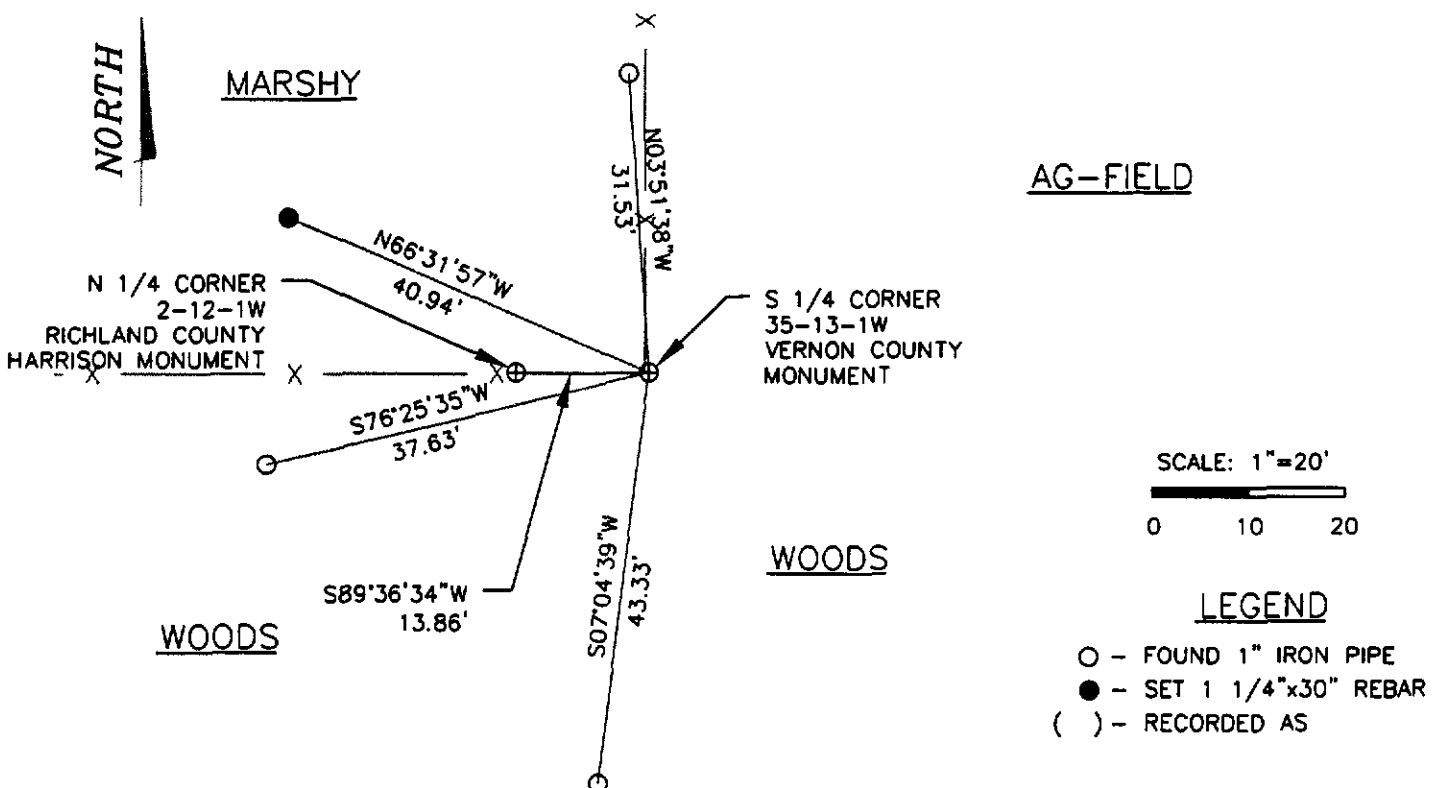 NORTH
MARSHY
X
N03°51'38"W
31.53'
X
AG-FIELD
N66°31'57"W
40.94'
N 1/4 CORNER
2-12-1W
RICHLAND COUNTY
HARRISON MONUMENT
S 1/4 CORNER
35-13-1W
VERNON COUNTY
MONUMENT
X X X
S76°25'35"W
37.63'
SCALE: 1"=20'
0 10 20
S07°04'39"W
43.33'
WOODS
S89°36'34"W
13.86'
WOODS
LEGEND
○ - FOUND 1" IRON PIPE
● - SET 1 1/4"x30" REBAR
( ) - RECORDED AS